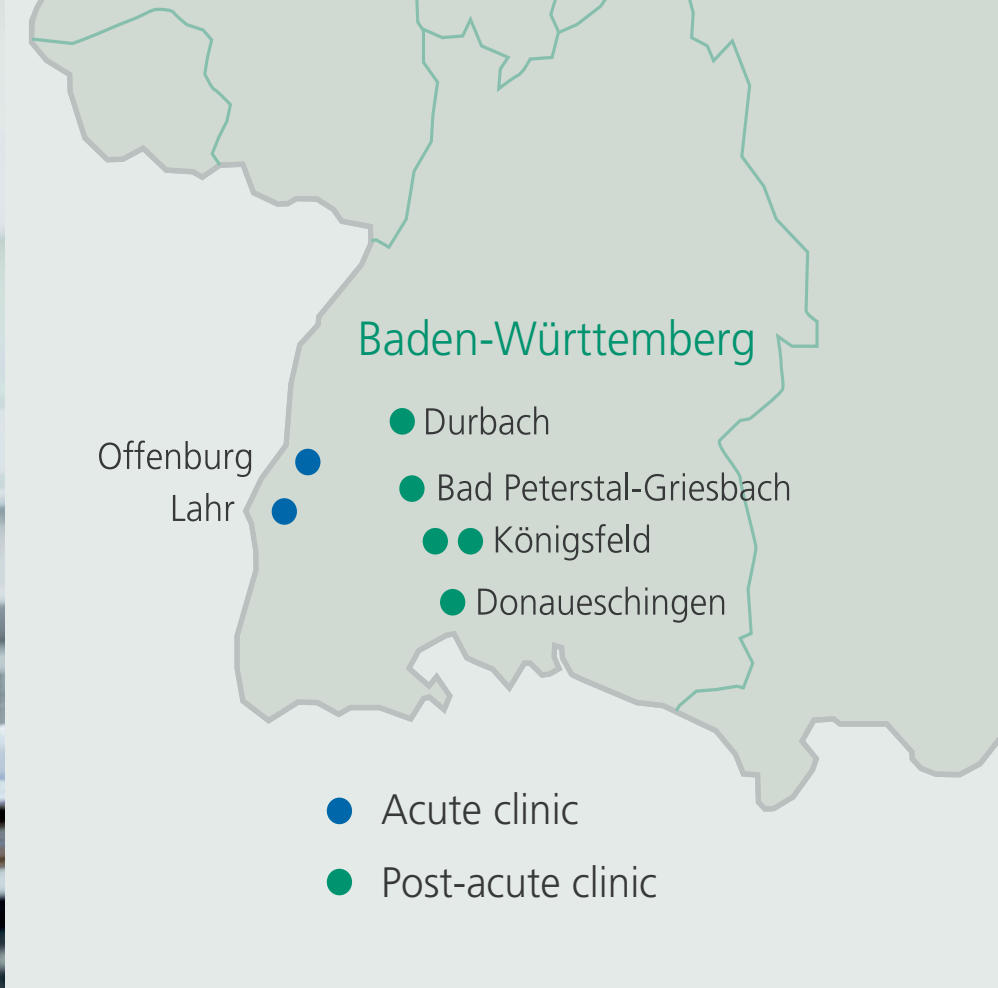 Baden-Württemberg
Durbach
Offenburg
Bad Peterstal-Griesbach
Lahr
Königsfeld
Donaueschingen
Acute clinic
Post-acute clinic